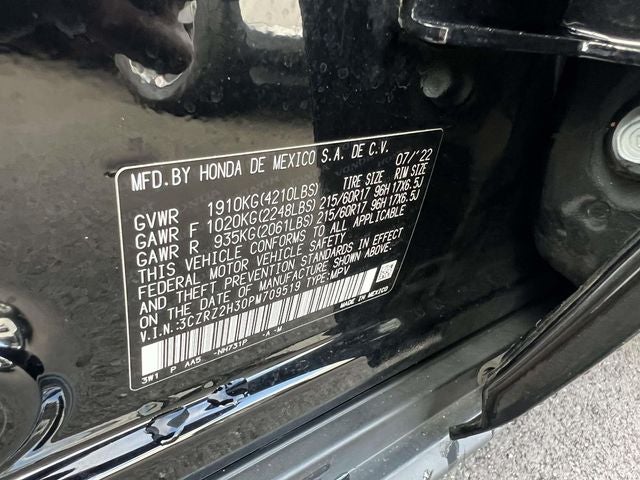 MFD. BY HONDA DE MEXICO S.A. DE C.V. 07/'22
TIRE SIZE RIM SIZE
GVWR 1910KG(4210LBS)
GAWR F 1020KG(2248LBS) 215/60R17 96H 17X6.5J
GAWR R 935KG(2061LBS) 215/60R17 96H 17X6.5J
THIS VEHICLE CONFORMS TO ALL APPLICABLE
FEDERAL MOTOR VEHICLE SAFETY
AND THEFT PREVENTION STANDARDS IN EFFECT
ON THE DATE OF MANUFACTURE SHOWN ABOVE.
V.I.N.:3CZRZ2H30PM709519 TYPE:MPV
MADE IN MEXICO
3W1 P AA5 -NH731P -A-M